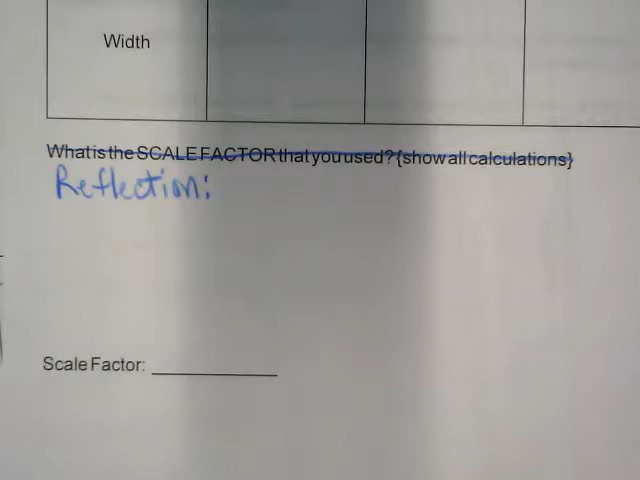 Width
What is the SCALE FACTOR that you used? {show all calculations}
Reflection:
Scale Factor: